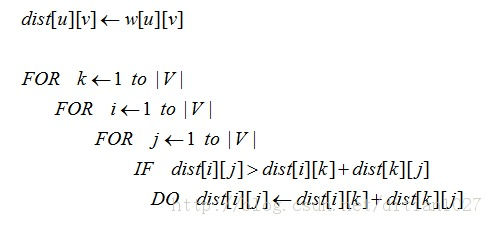 dist[u][v] ← w[u][v]
FOR k ← 1 to | V |
FOR i ← 1 to | V |
FOR j ← 1 to | V |
IF dist[i][j] > dist[i][k] + dist[k][j]
DO dist[i][j] ← dist[i][k] + dist[k][j]